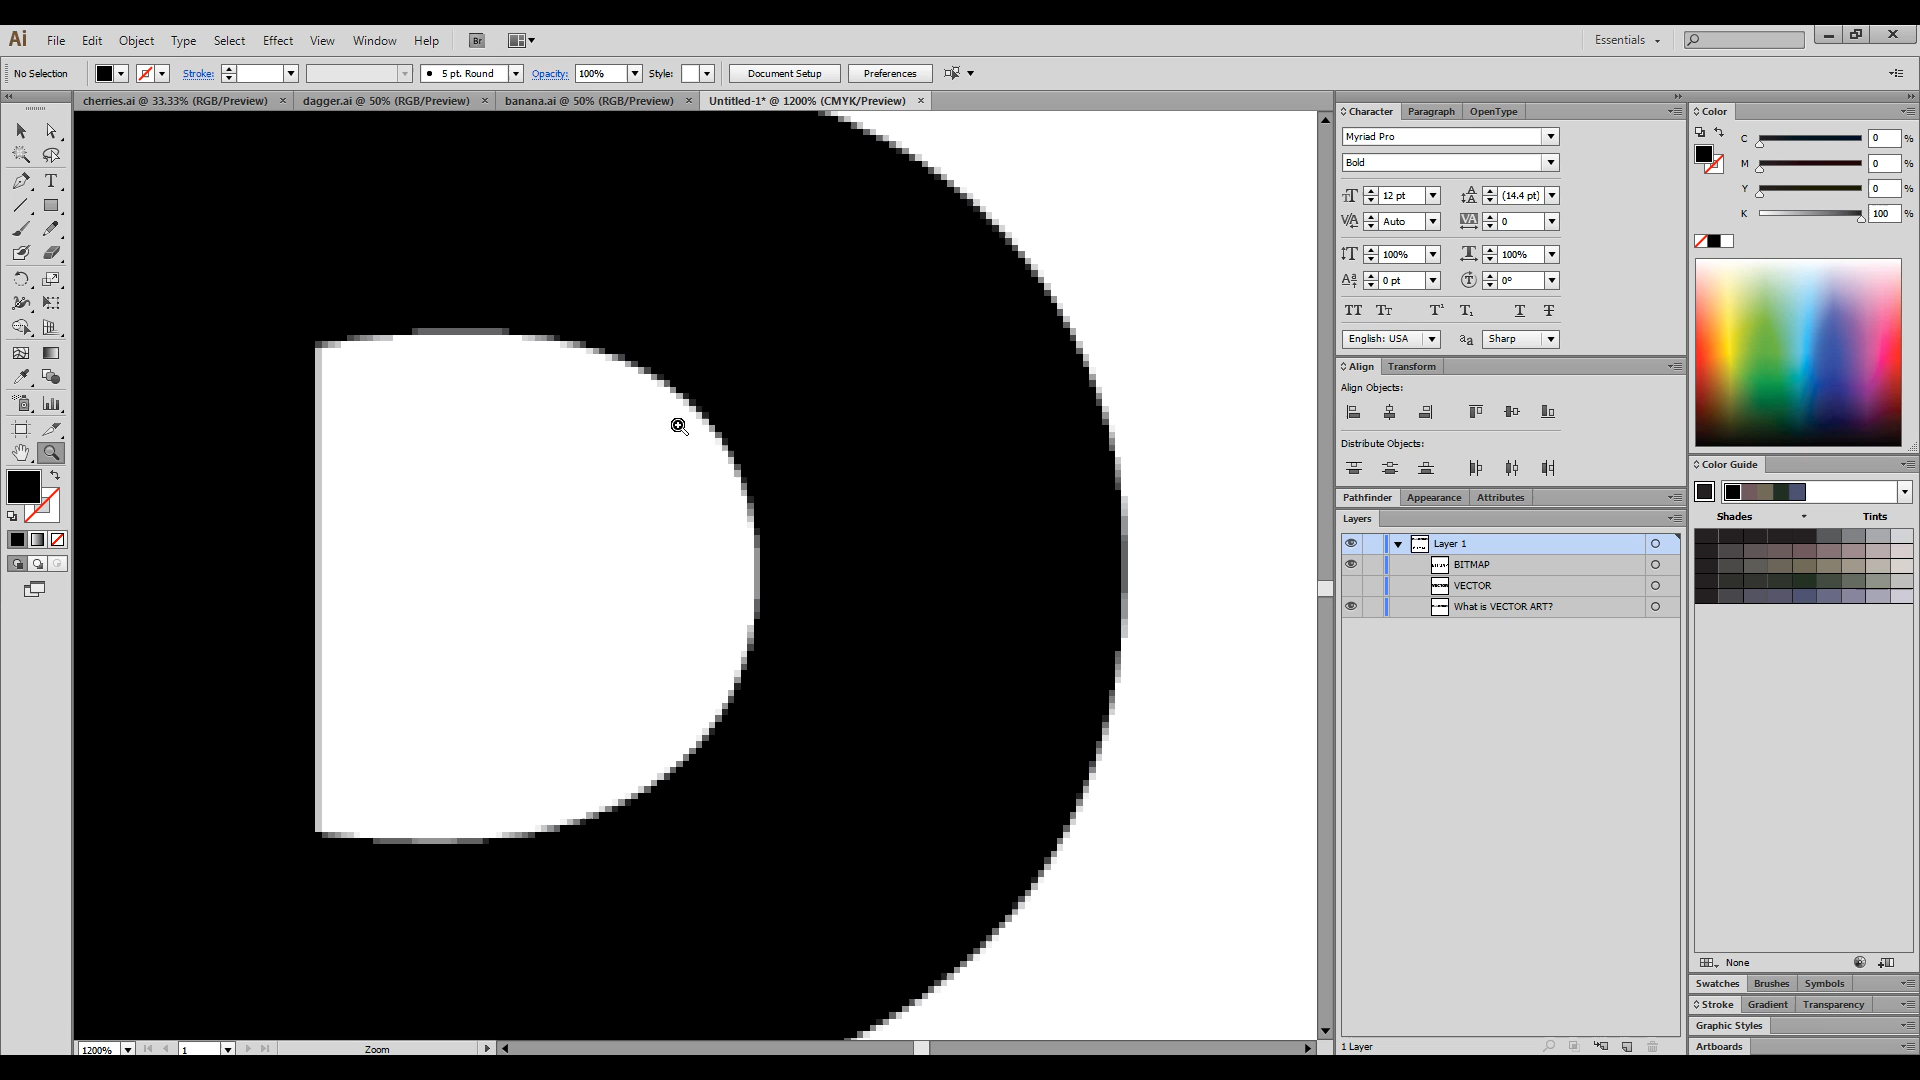 Ai File Edit Object Type Select Effect View Window Help Br Essentials
No Selection Stroke: 5 pt. Round Opacity: 100% Style: Document Setup Preferences
cherries.ai @ 33.33% (RGB/Preview) dagger.ai @ 50% (RGB/Preview) banana.ai @ 50% (RGB/Preview) Untitled-1* @ 1200% (CMYK/Preview)
Character Paragraph OpenType
Myriad Pro
Bold
12 pt (14.4 pt)
Auto 0
100% 100%
0 pt 0°
English: USA Sharp
Align Transform
Align Objects:
Distribute Objects:
Pathfinder Appearance Attributes
Layers
Layer 1
BITMAP
VECTOR
What is VECTOR ART?
1 Layer
Color
C 0 %
M 0 %
Y 0 %
K 100 %
Color Guide
Shades Tints
None
Swatches Brushes Symbols
Stroke Gradient Transparency
Graphic Styles
Artboards
1200% 1 Zoom